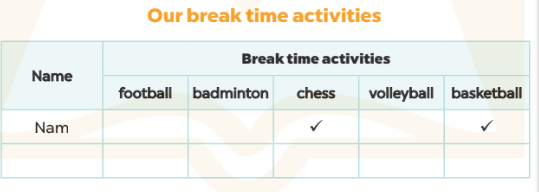 Our break time activities
Name
Break time activities
football badminton chess volleyball basketball
Nam ✓ ✓